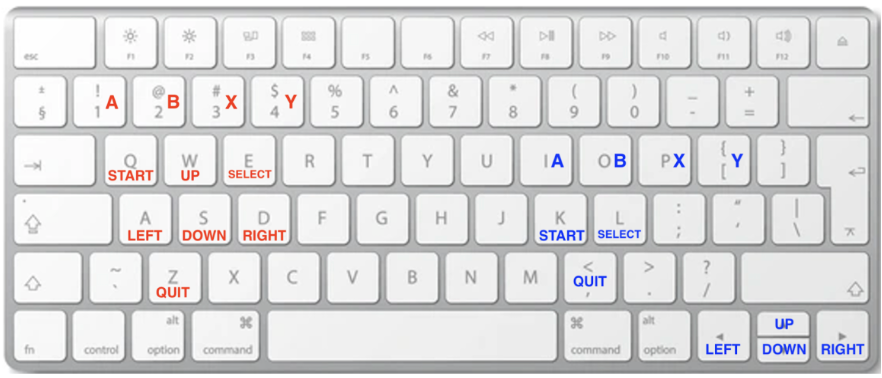 esc F1 F2 F3 F4 F5 F6 F7 F8 F9 F10 F11 F12
± ! @ # $ % ^ & * ( ) _ +
§ 1 A 2 B 3 X 4 Y 5 6 7 8 9 0 - =
Q W E R T Y U I A O B P X { [ Y } ]
START UP SELECT
A S D F G H J K L : ; " ' | \
LEFT DOWN RIGHT START SELECT
~ ` Z X C V B N M < , > . ? /
QUIT QUIT
alt ⌘ ⌘ alt UP
fn control option command command option LEFT DOWN RIGHT